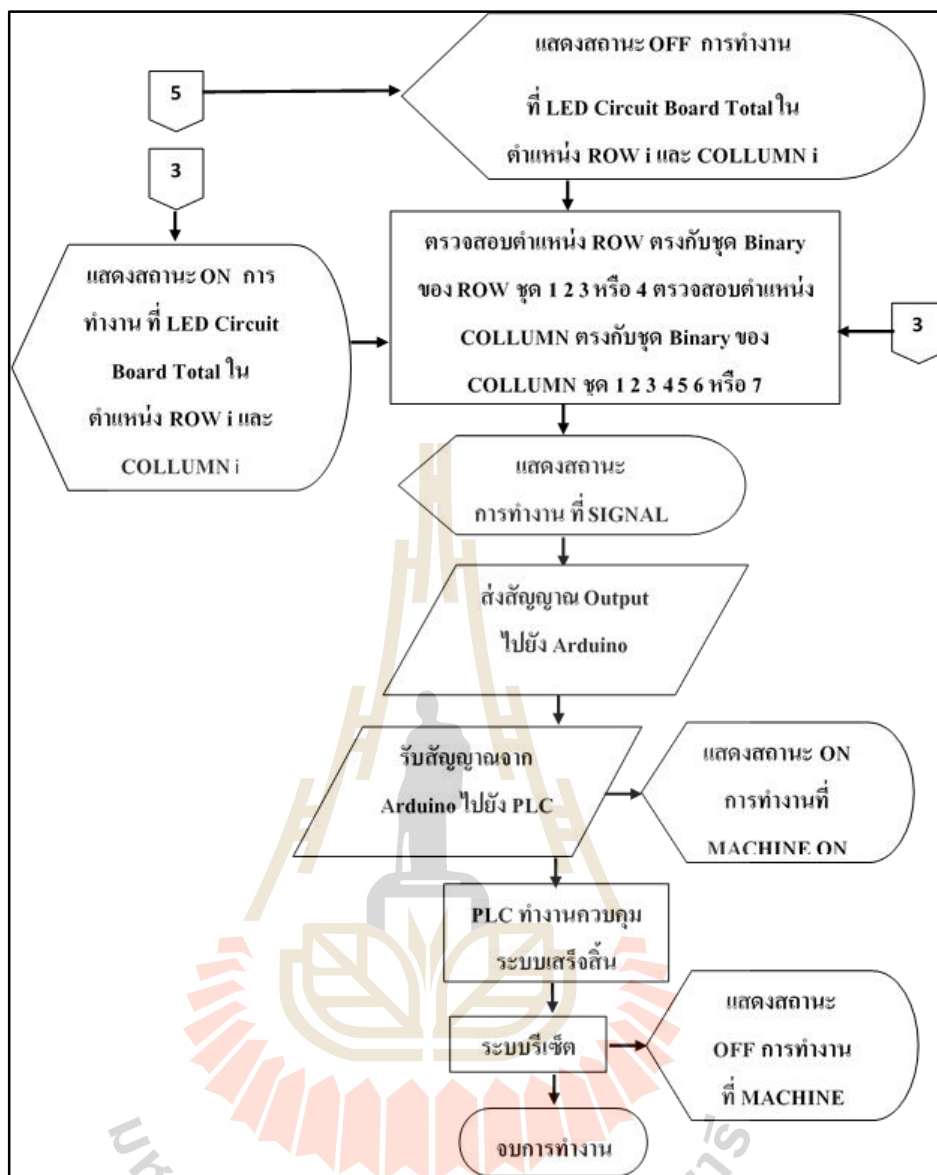 แสดงสถานะ OFF การทำงาน
ที่ LED Circuit Board Total ใน
ตำแหน่ง ROW i และ COLLUMN i
5
3
แสดงสถานะ ON การ
ทำงาน ที่ LED Circuit
Board Total ใน
ตำแหน่ง ROW i และ
COLLUMN i
ตรวจสอบตำแหน่ง ROW ตรงกับชุด Binary
ของ ROW ชุด 1 2 3 หรือ 4 ตรวจสอบตำแหน่ง
COLLUMN ตรงกับชุด Binary ของ
COLLUMN ชุด 1 2 3 4 5 6 หรือ 7
3
แสดงสถานะ
การทำงาน ที่ SIGNAL
ส่งสัญญาณ Output
ไปยัง Arduino
รับสัญญาณจาก
Arduino ไปยัง PLC
แสดงสถานะ ON
การทำงานที่
MACHINE ON
PLC ทำงานควบคุม
ระบบเสร็จสิ้น
ระบบรีเซ็ต
แสดงสถานะ
OFF การทำงาน
ที่ MACHINE
จบการทำงาน